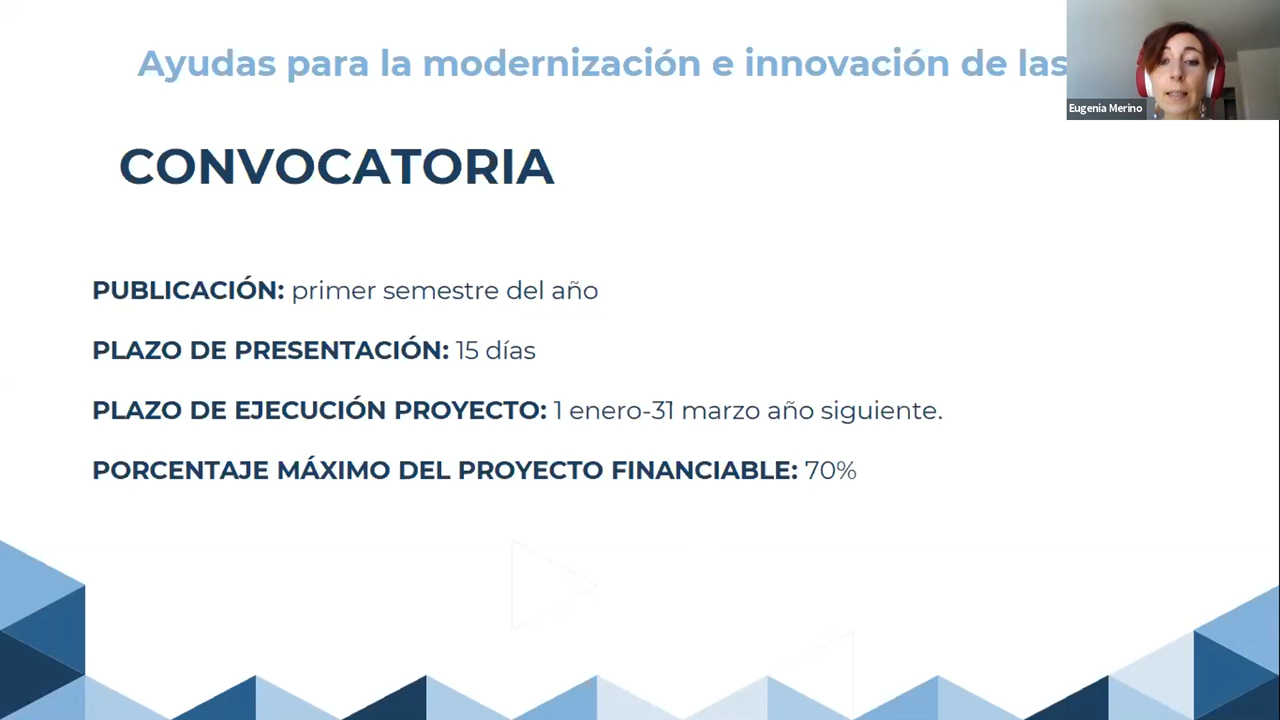 Ayudas para la modernización e innovación de las
Eugenia Merino
CONVOCATORIA
PUBLICACIÓN: primer semestre del año
PLAZO DE PRESENTACIÓN: 15 días
PLAZO DE EJECUCIÓN PROYECTO: 1 enero-31 marzo año siguiente.
PORCENTAJE MÁXIMO DEL PROYECTO FINANCIABLE: 70%